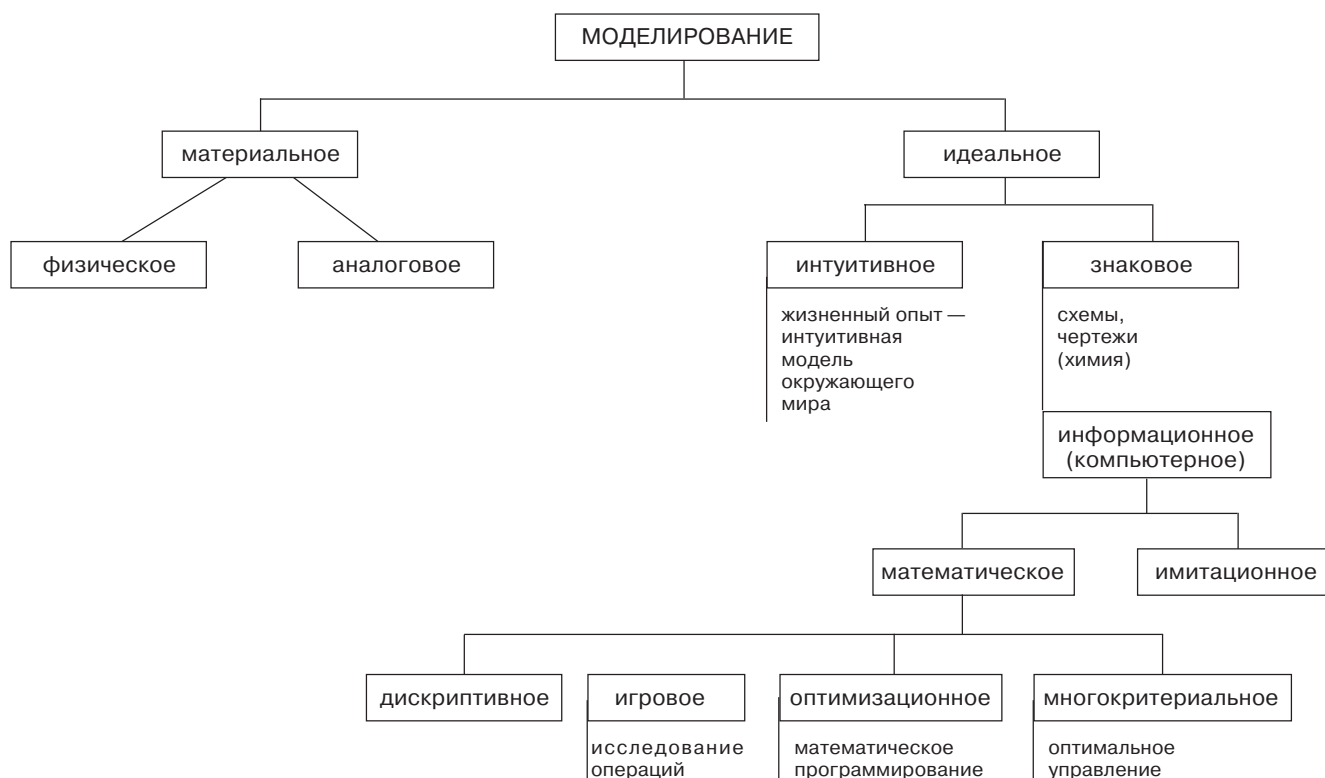 МОДЕЛИРОВАНИЕ
материальное
идеальное
физическое
аналоговое
интуитивное
знаковое
жизненный опыт —
интуитивная
модель
окружающего
мира
схемы,
чертежи
(химия)
информационное
(компьютерное)
математическое
имитационное
дискриптивное
игровое
оптимизационное
многокритериальное
исследование
операций
математическое
программирование
оптимальное
управление